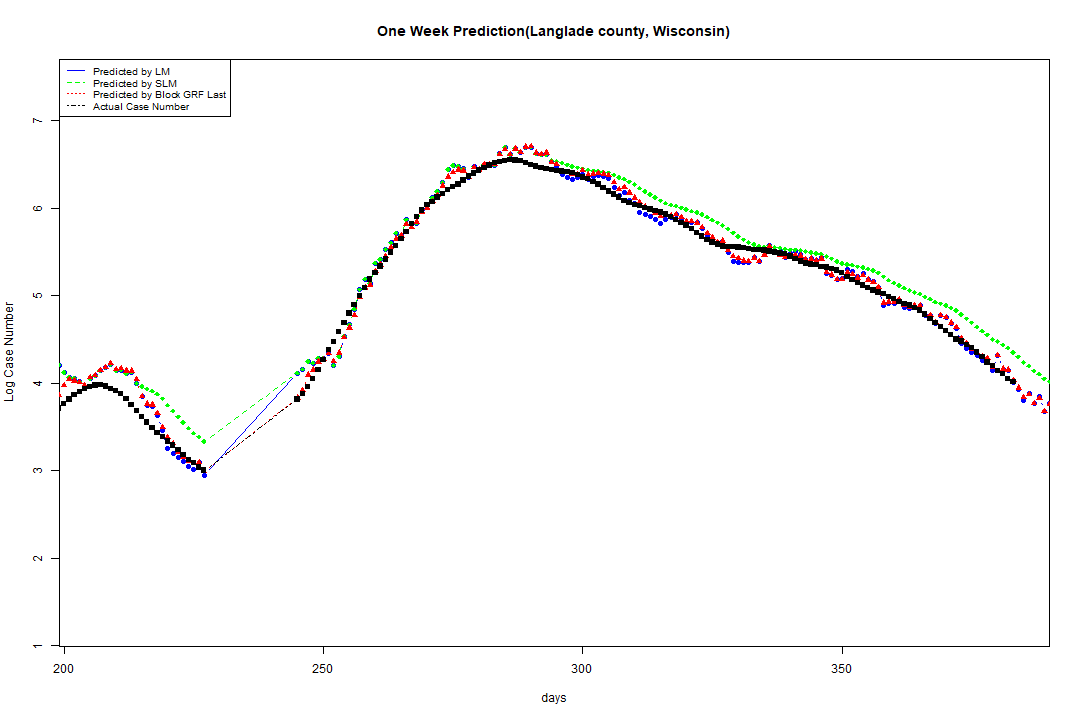 One Week Prediction(Langlade county, Wisconsin)
Predicted by LM
Predicted by SLM
Predicted by Block GRF Last
Actual Case Number
7
6
5
4
3
2
1
Log Case Number
200
250
300
350
days